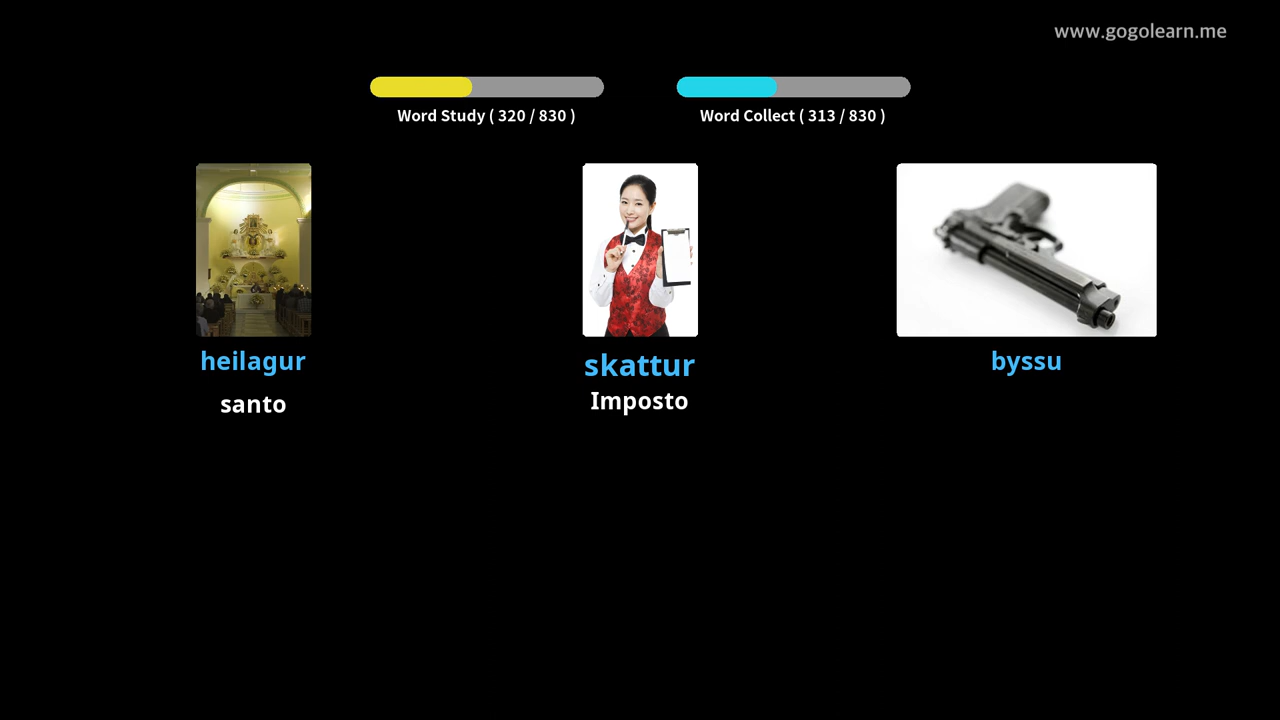 www.gogolearn.me
Word Study ( 320 / 830 )
Word Collect ( 313 / 830 )
heilagur
skattur
byssu
santo
Imposto